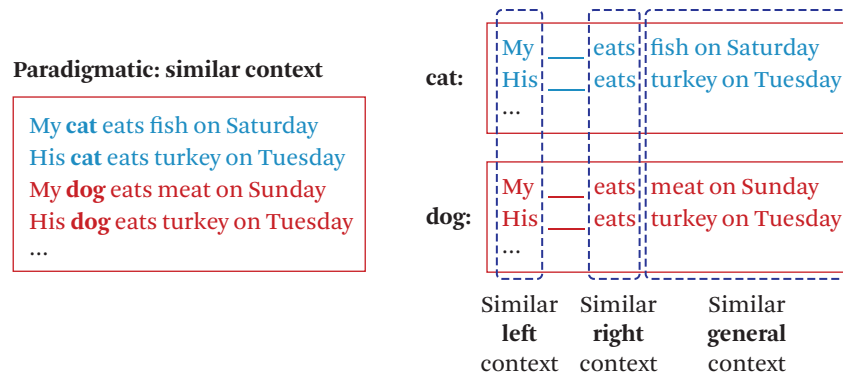 Paradigmatic: similar context
My cat eats fish on Saturday
His cat eats turkey on Tuesday
My dog eats meat on Sunday
His dog eats turkey on Tuesday
...
cat:
My ___ eats fish on Saturday
His ___ eats turkey on Tuesday
...
dog:
My ___ eats meat on Sunday
His ___ eats turkey on Tuesday
...
Similar left context
Similar right context
Similar general context